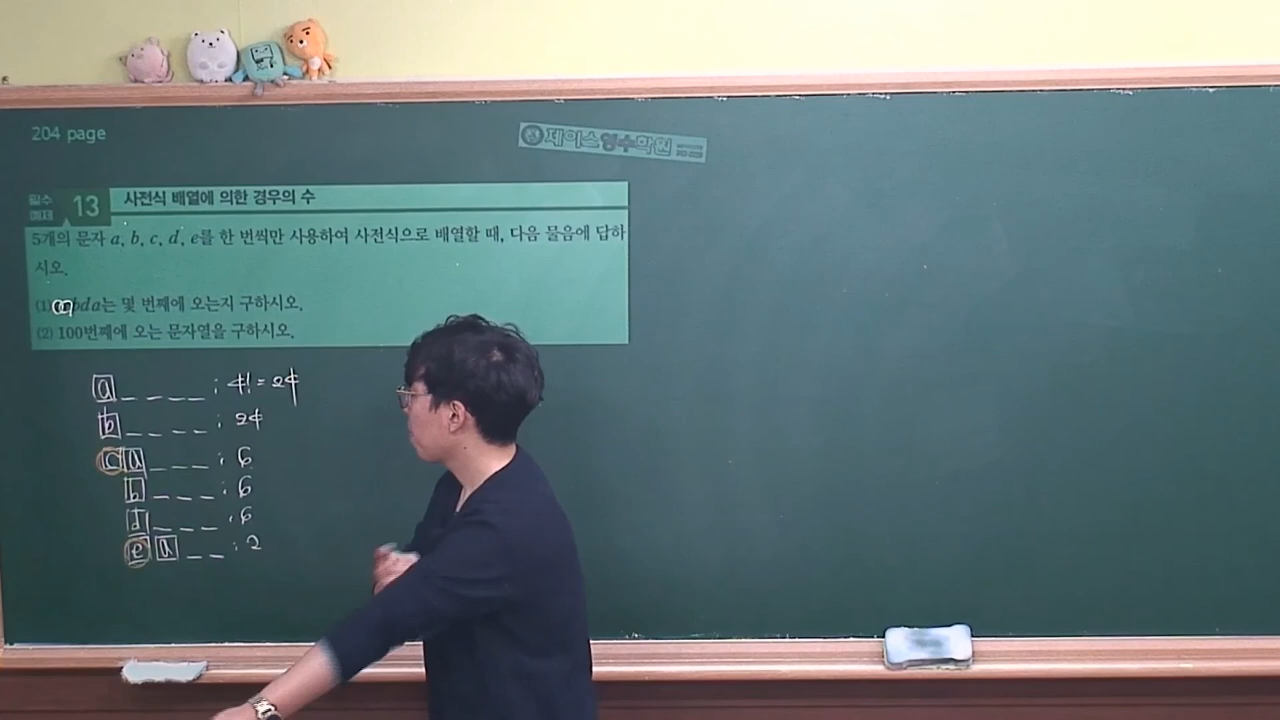 204 page
제이스영수학원
필수 예제 13 사전식 배열에 의한 경우의 수
5개의 문자 a, b, c, d, e를 한 번씩만 사용하여 사전식으로 배열할 때, 다음 물음에 답하
시오.
(1) bda는 몇 번째에 오는지 구하시오.
(2) 100번째에 오는 문자열을 구하시오.
a _ _ _ _ : 4! = 24
b _ _ _ _ : 24
c a _ _ _ : 6
b _ _ _ : 6
d _ _ _ : 6
e a _ _ : 2